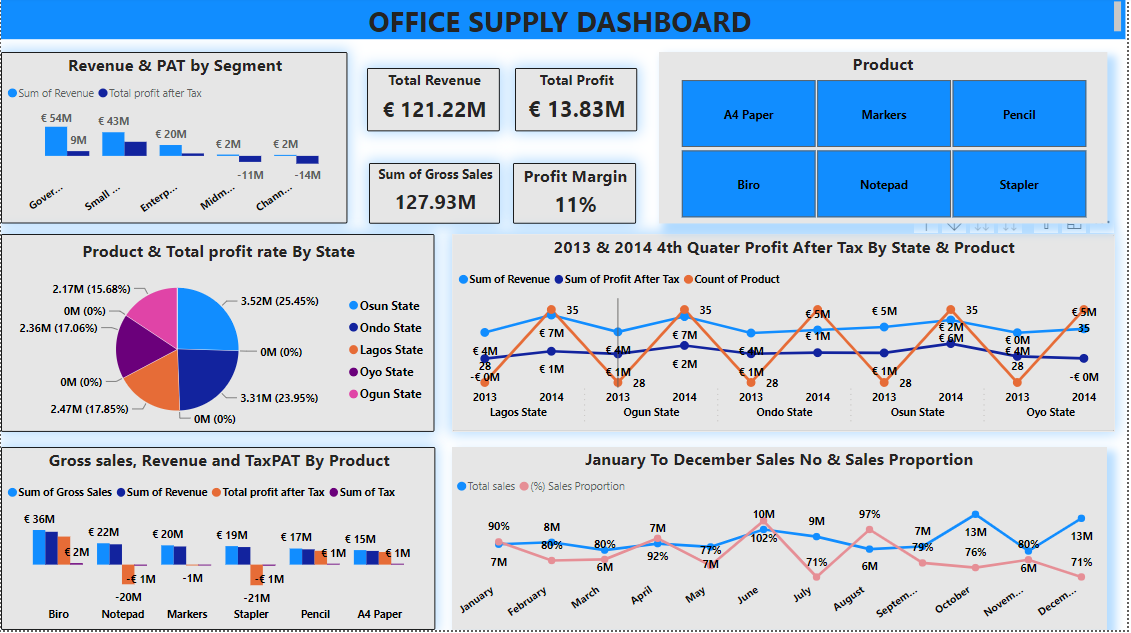 OFFICE SUPPLY DASHBOARD
Revenue & PAT by Segment
Sum of Revenue Total profit after Tax
€ 54M 9M € 43M € 20M € 2M -11M € 2M -14M
Gover... Small ... Enterp... Midm... Chann...
Total Revenue
€ 121.22M
Total Profit
€ 13.83M
Sum of Gross Sales
127.93M
Profit Margin
11%
Product
A4 Paper Markers Pencil
Biro Notepad Stapler
Product & Total profit rate By State
2.17M (15.68%)
0M (0%)
2.36M (17.06%)
0M (0%)
2.47M (17.85%)
3.52M (25.45%)
0M (0%)
3.31M (23.95%)
0M (0%)
Osun State
Ondo State
Lagos State
Oyo State
Ogun State
2013 & 2014 4th Quater Profit After Tax By State & Product
Sum of Revenue Sum of Profit After Tax Count of Product
€ 4M 28 -€ 0M 35 € 7M € 1M
€ 4M € 1M 28 35 € 7M € 2M
€ 4M € 1M 28 € 5M € 1M
€ 5M € 1M 28 35 € 2M € 6M
€ 0M € 4M 28 € 5M 35 -€ 0M
2013 2014 2013 2014 2013 2014 2013 2014 2013 2014
Lagos State Ogun State Ondo State Osun State Oyo State
Gross sales, Revenue and TaxPAT By Product
Sum of Gross Sales Sum of Revenue Total profit after Tax Sum of Tax
€ 36M € 2M € 22M -€ 1M -20M € 20M -1M € 19M -€ 1M -21M € 17M € 1M € 15M € 1M
Biro Notepad Markers Stapler Pencil A4 Paper
January To December Sales No & Sales Proportion
Total sales (%) Sales Proportion
90% 8M 80% 7M 10M 9M 97% 7M 13M 80% 13M
7M 80% 6M 92% 77% 7M 102% 71% 6M 79% 76% 6M 71%
January February March April May June July August Septem... October Novem... Decem...